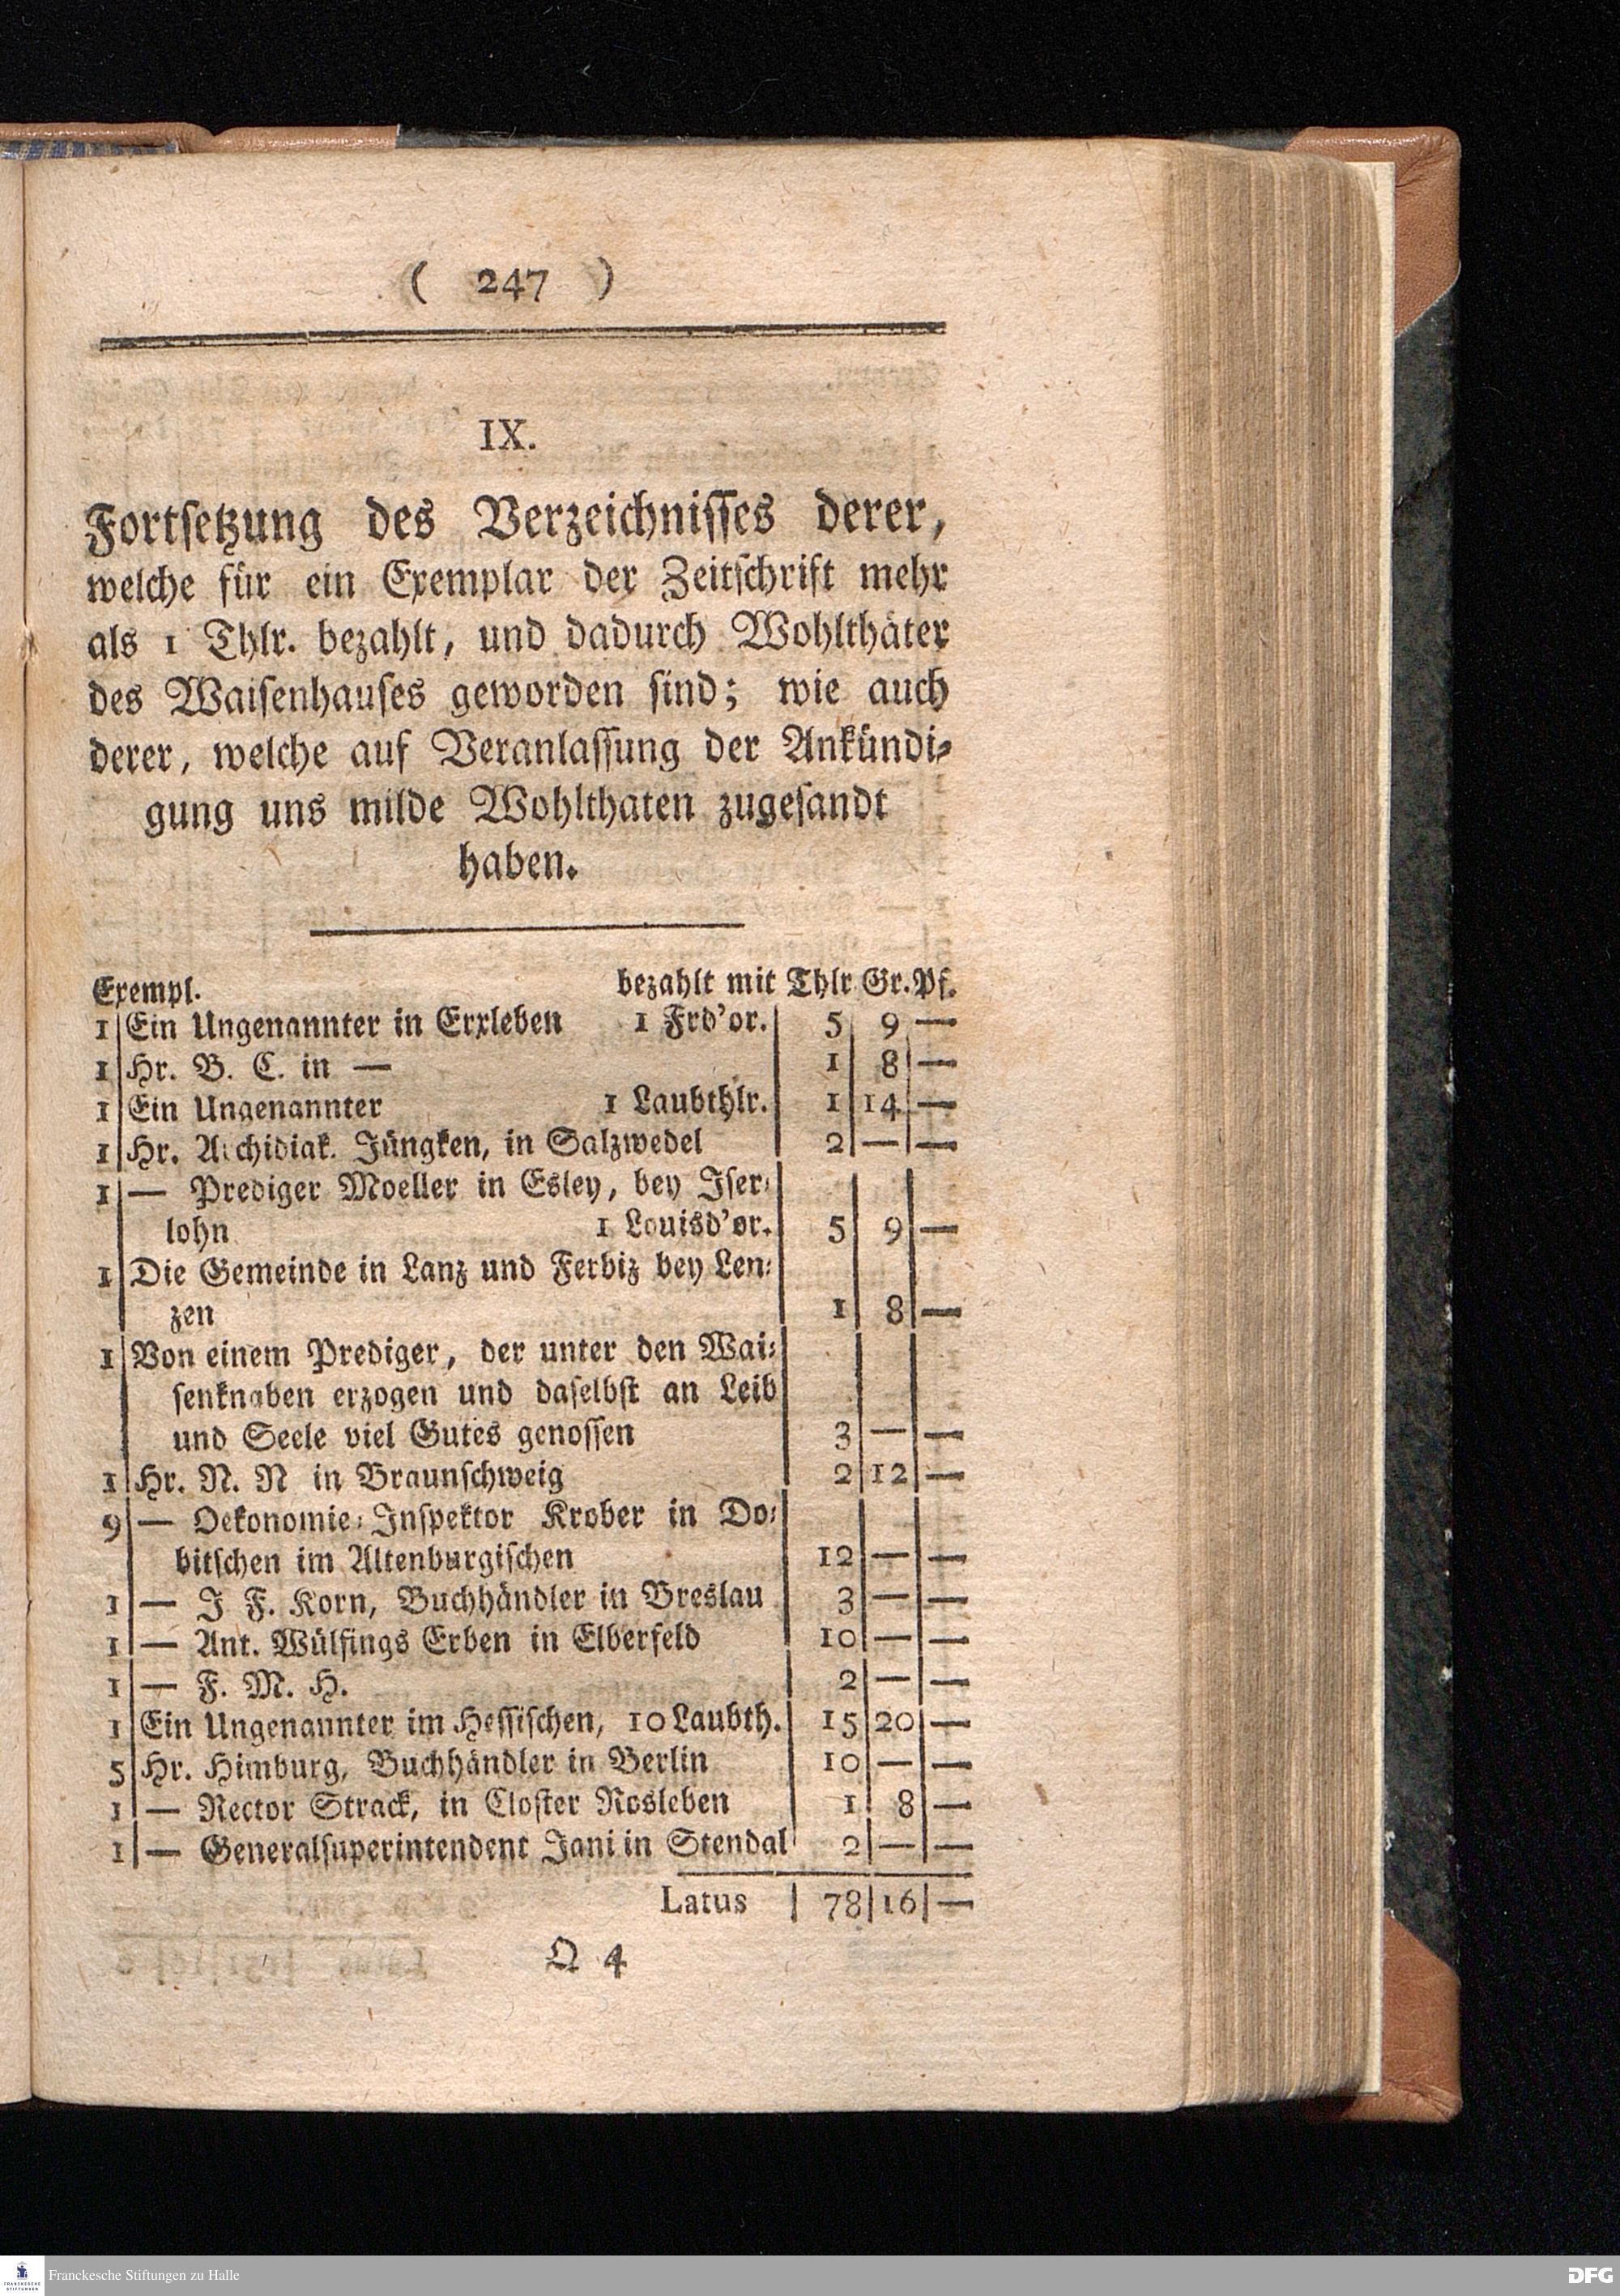 ( 247 )
IX.
Fortsetzung des Verzeichnisses derer,
welche für ein Exemplar der Zeitschrift mehr
als 1 Thlr. bezahlt, und dadurch Wohlthäter
des Waisenhauses geworden sind; wie auch
derer, welche auf Veranlassung der Ankündi-
gung uns milde Wohlthaten zugesandt
haben.
Exempl. bezahlt mit Thlr Gr. Pf.
1 Ein Ungenannter in Erxleben 1 Frd'or. 5 9 —
1 Hr. B. C. in — 1 8 —
1 Ein Ungenannter 1 Laubthlr. 1 14 —
1 Hr. Archidiak. Jüngken, in Salzwedel 2 — —
1 — Prediger Moeller in Esley, bey Iser-
lohn 1 Louisd'or. 5 9 —
1 Die Gemeinde in Lanz und Ferbiz bey Len-
zen 1 8 —
1 Von einem Prediger, der unter den Wai-
senknaben erzogen und daselbst an Leib
und Seele viel Gutes genossen 3 — —
1 Hr. N. N in Braunschweig 2 12 —
9 — Oekonomie-Inspektor Krober in Do-
bitschen im Altenburgischen 12 — —
1 — J F. Korn, Buchhändler in Breslau 3 — —
1 — Ant. Wülfings Erben in Elberfeld 10 — —
1 — F. M. H. 2 — —
1 Ein Ungenannter im Hessischen, 10 Laubth. 15 20 —
5 Hr. Himburg, Buchhändler in Berlin 10 — —
1 — Rector Strack, in Closter Rosleben 1 8 —
1 — Generalsuperintendent Jani in Stendal 2 — —
Latus 78 16 —
Q 4
FRANCKESCHE STIFTUNGEN
Franckesche Stiftungen zu Halle
DFG